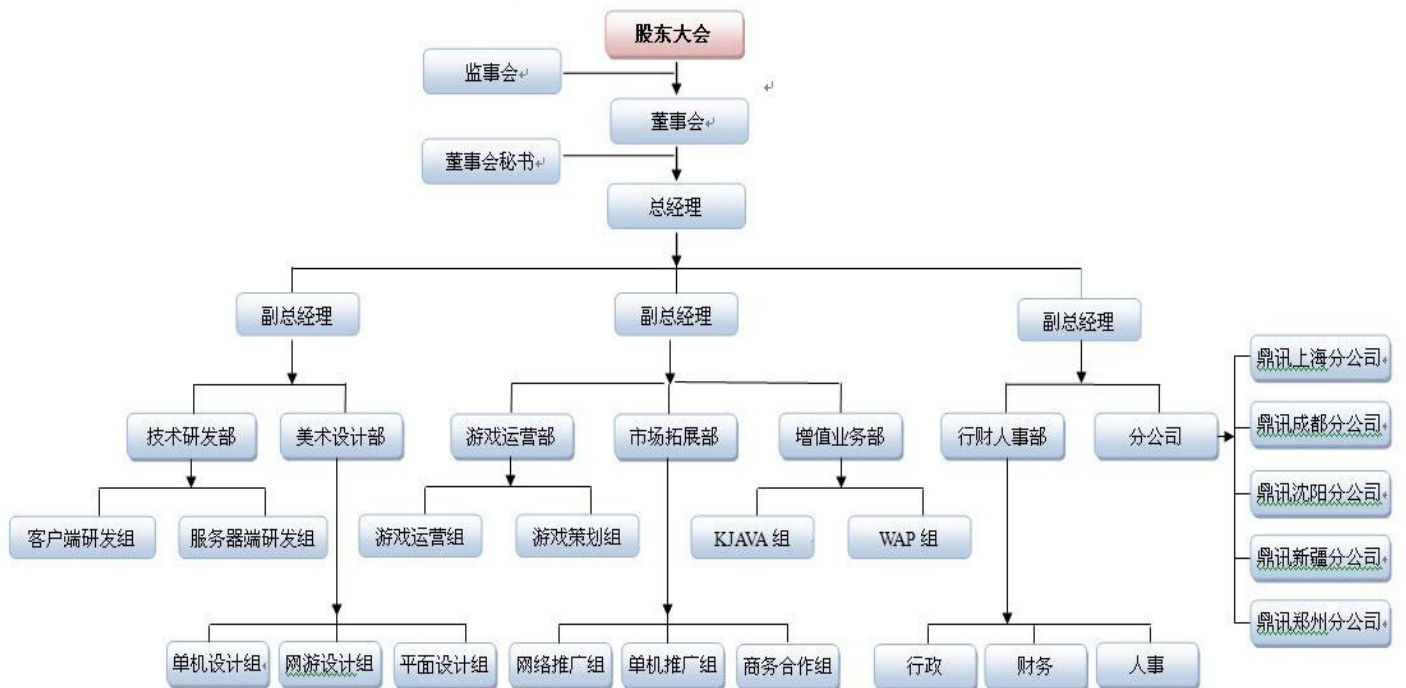 股东大会
监事会
董事会
董事会秘书
总经理
副总经理
副总经理
副总经理
鼎讯上海分公司
技术研发部
美术设计部
游戏运营部
市场拓展部
增值业务部
行财人事部
分公司
鼎讯成都分公司
鼎讯沈阳分公司
客户端研发组
服务器端研发组
游戏运营组
游戏策划组
KJAVA 组
WAP 组
鼎讯新疆分公司
鼎讯郑州分公司
单机设计组
网游设计组
平面设计组
网络推广组
单机推广组
商务合作组
行政
财务
人事